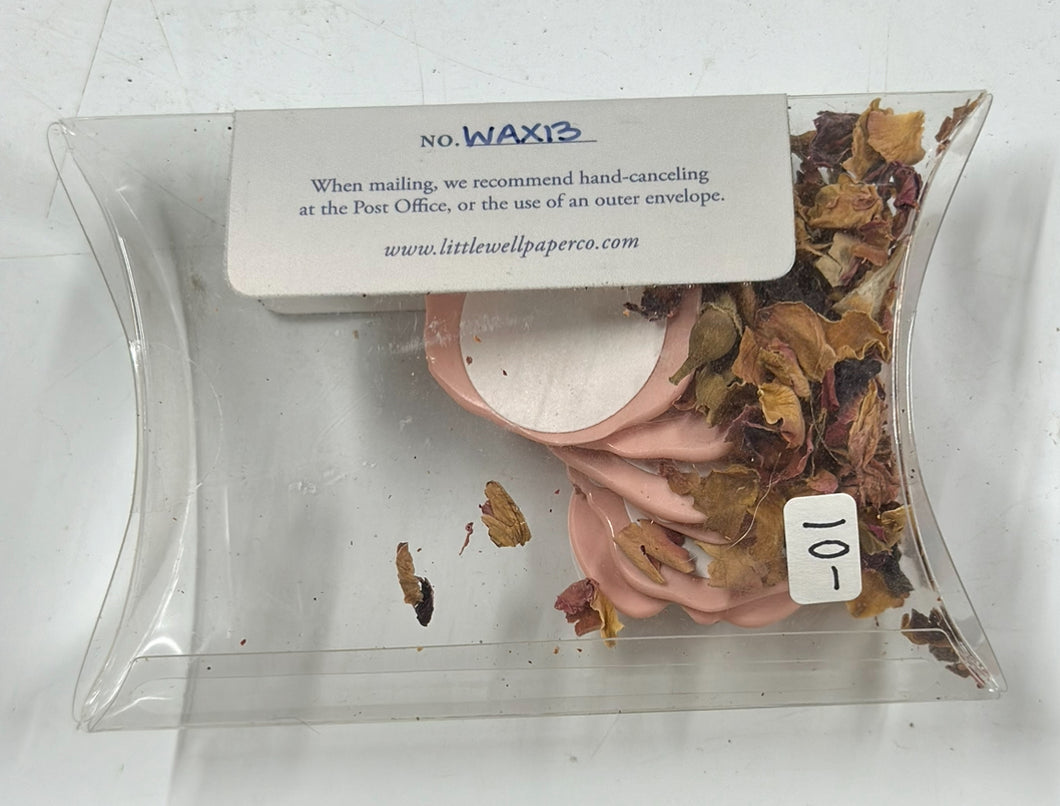 NO. WAX13
When mailing, we recommend hand-canceling
at the Post Office, or the use of an outer envelope.
www.littlewellpaperco.com
10-